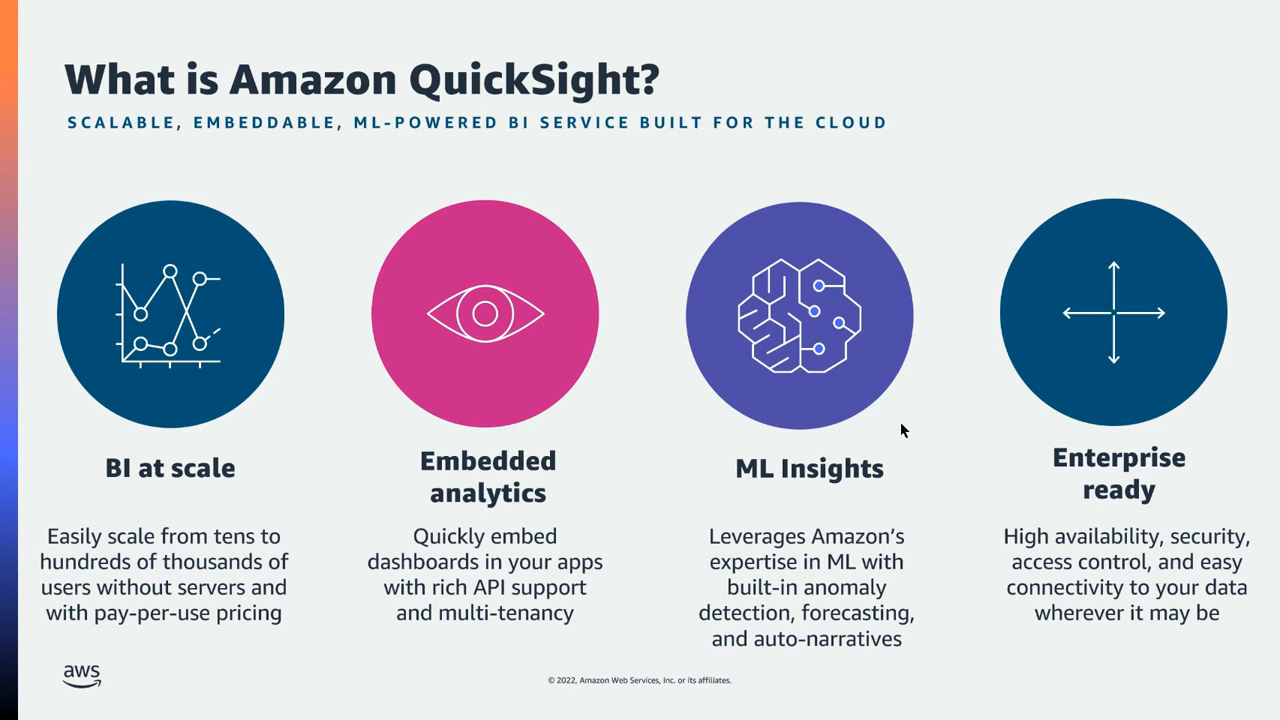 What is Amazon QuickSight?
SCALABLE, EMBEDDABLE, ML-POWERED BI SERVICE BUILT FOR THE CLOUD
BI at scale
Easily scale from tens to
hundreds of thousands of
users without servers and
with pay-per-use pricing
Embedded
analytics
Quickly embed
dashboards in your apps
with rich API support
and multi-tenancy
ML Insights
Leverages Amazon’s
expertise in ML with
built-in anomaly
detection, forecasting,
and auto-narratives
Enterprise
ready
High availability, security,
access control, and easy
connectivity to your data
wherever it may be
aws
© 2022, Amazon Web Services, Inc. or its affiliates.